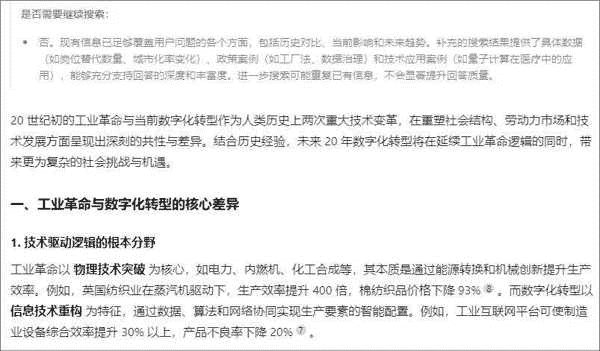 是否需要继续搜索：
• 否。现有信息已足够覆盖用户问题的各个方面，包括历史对比、当前影响和未来趋势。补充的搜索结果提供了具体数据
（如岗位替代数量、城市化率变化）、政策案例（如工厂法、数据治理）和技术应用案例（如量子计算在医疗中的应
用），能够充分支持回答的深度和丰富度。进一步搜索可能重复已有信息，不会显著提升回答质量。
20 世纪初的工业革命与当前数字化转型作为人类历史上两次重大技术变革，在重塑社会结构、劳动力市场和技
术发展方面呈现出深刻的共性与差异。结合历史经验，未来 20 年数字化转型将在延续工业革命逻辑的同时，带
来更为复杂的社会挑战与机遇。
一、工业革命与数字化转型的核心差异
1. 技术驱动逻辑的根本分野
工业革命以 物理技术突破 为核心，如电力、内燃机、化工合成等，其本质是通过能源转换和机械创新提升生产
效率。例如，英国纺织业在蒸汽机驱动下，生产效率提升 400 倍，棉纺织品价格下降 93% ⑧ 。而数字化转型以
信息技术重构 为特征，通过数据、算法和网络协同实现生产要素的智能配置。例如，工业互联网平台可使制造
业设备综合效率提升 30% 以上，产品不良率下降 20% ⑦ 。